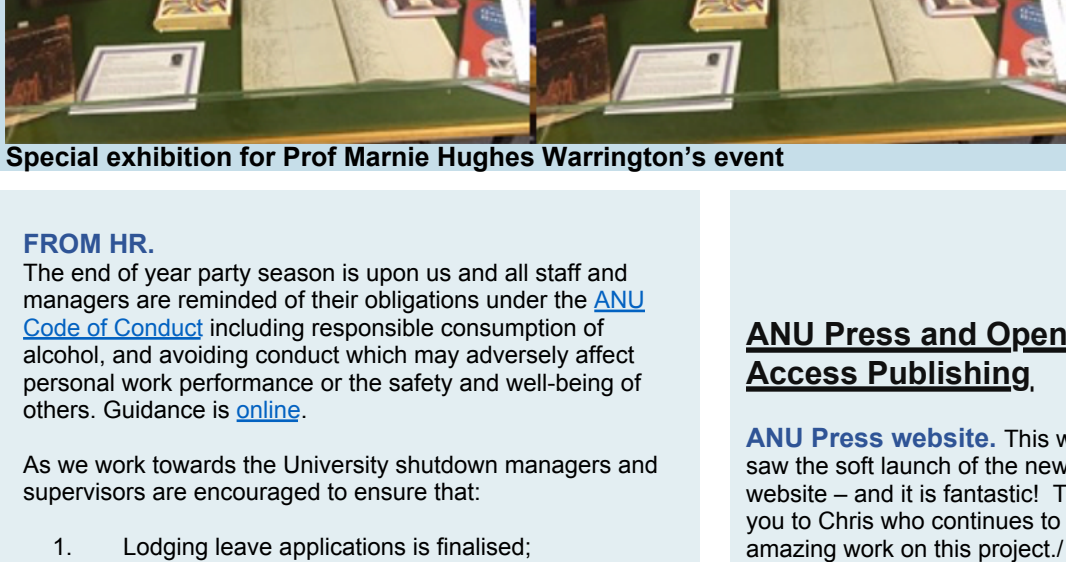 Special exhibition for Prof Marnie Hughes Warrington's event
FROM HR.
The end of year party season is upon us and all staff and
managers are reminded of their obligations under the ANU
Code of Conduct including responsible consumption of
alcohol, and avoiding conduct which may adversely affect
personal work performance or the safety and well-being of
others. Guidance is online.
As we work towards the University shutdown managers and
supervisors are encouraged to ensure that:
1. Lodging leave applications is finalised;
ANU Press and Open
Access Publishing.
ANU Press website. This
saw the soft launch of the new
website – and it is fantastic!
you to Chris who continues to
amazing work on this project./